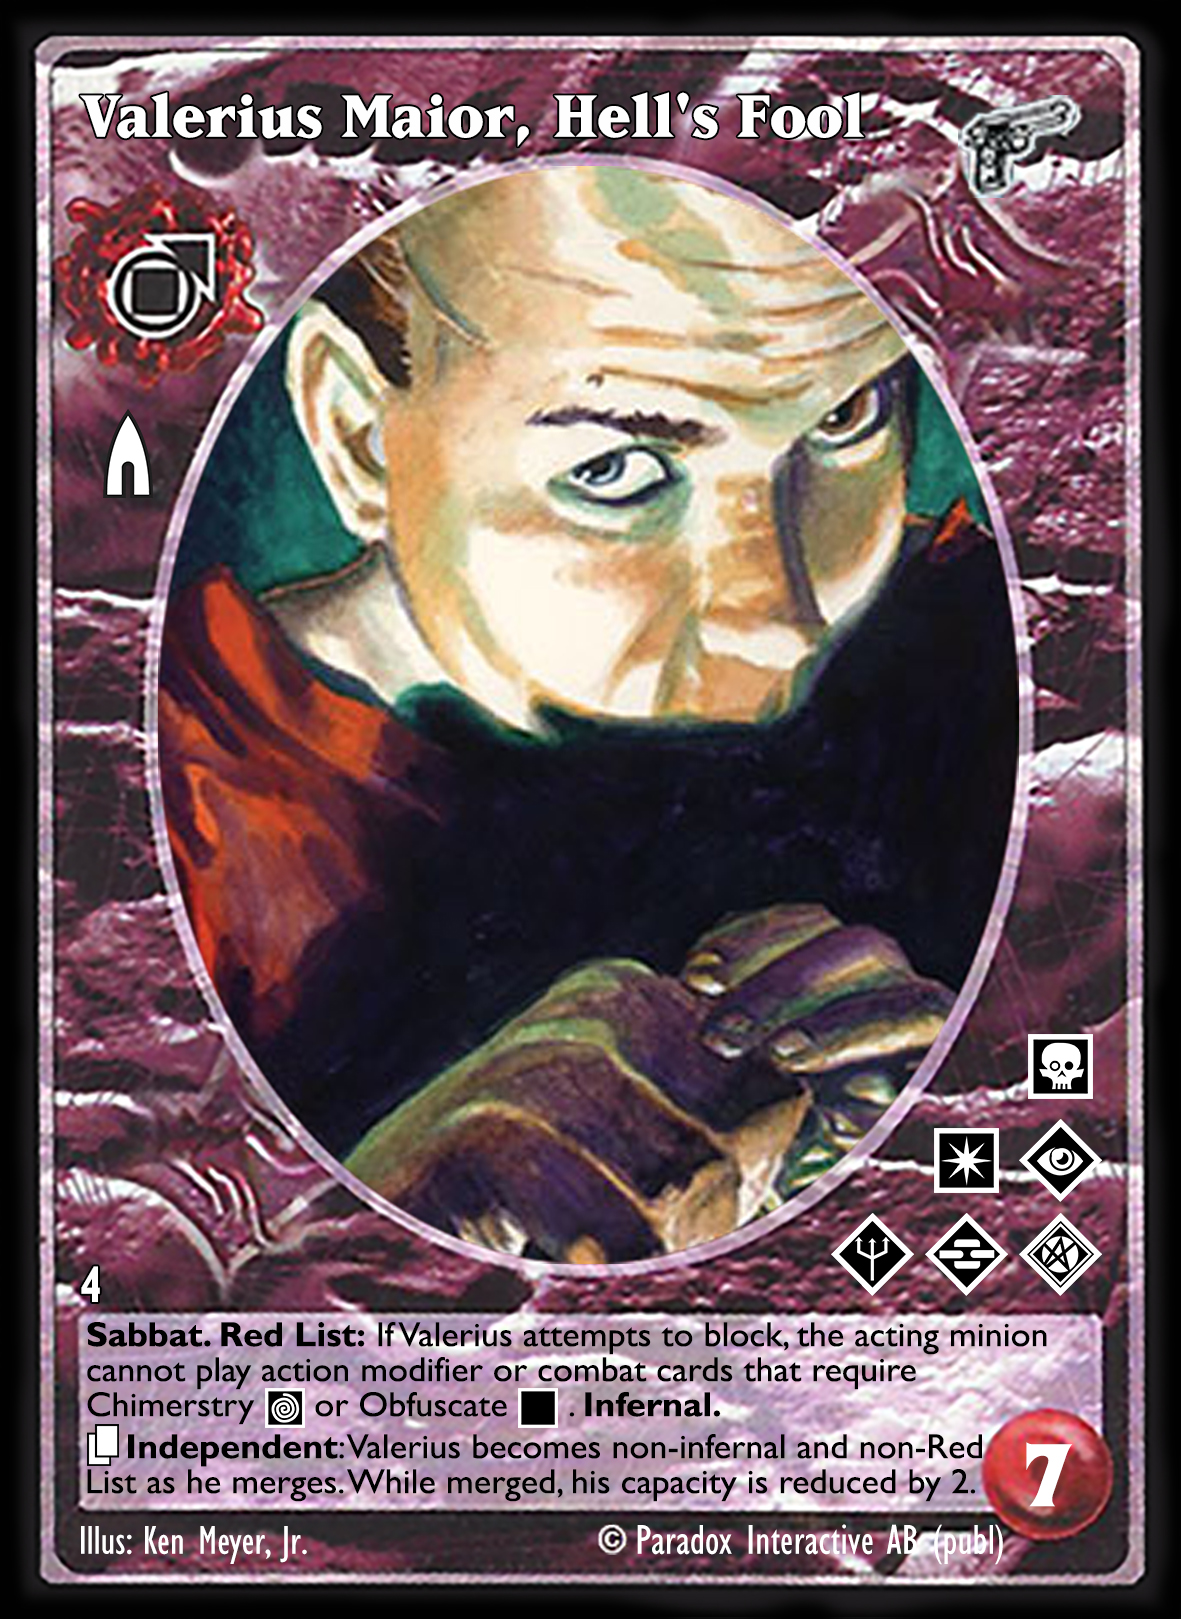 Valerius Maior, Hell's Fool
4
Sabbat. Red List: If Valerius attempts to block, the acting minion
cannot play action modifier or combat cards that require
Chimerstry or Obfuscate . Infernal.
Independent: Valerius becomes non-infernal and non-Red
List as he merges. While merged, his capacity is reduced by 2.
7
Illus: Ken Meyer, Jr.
© Paradox Interactive AB (publ)